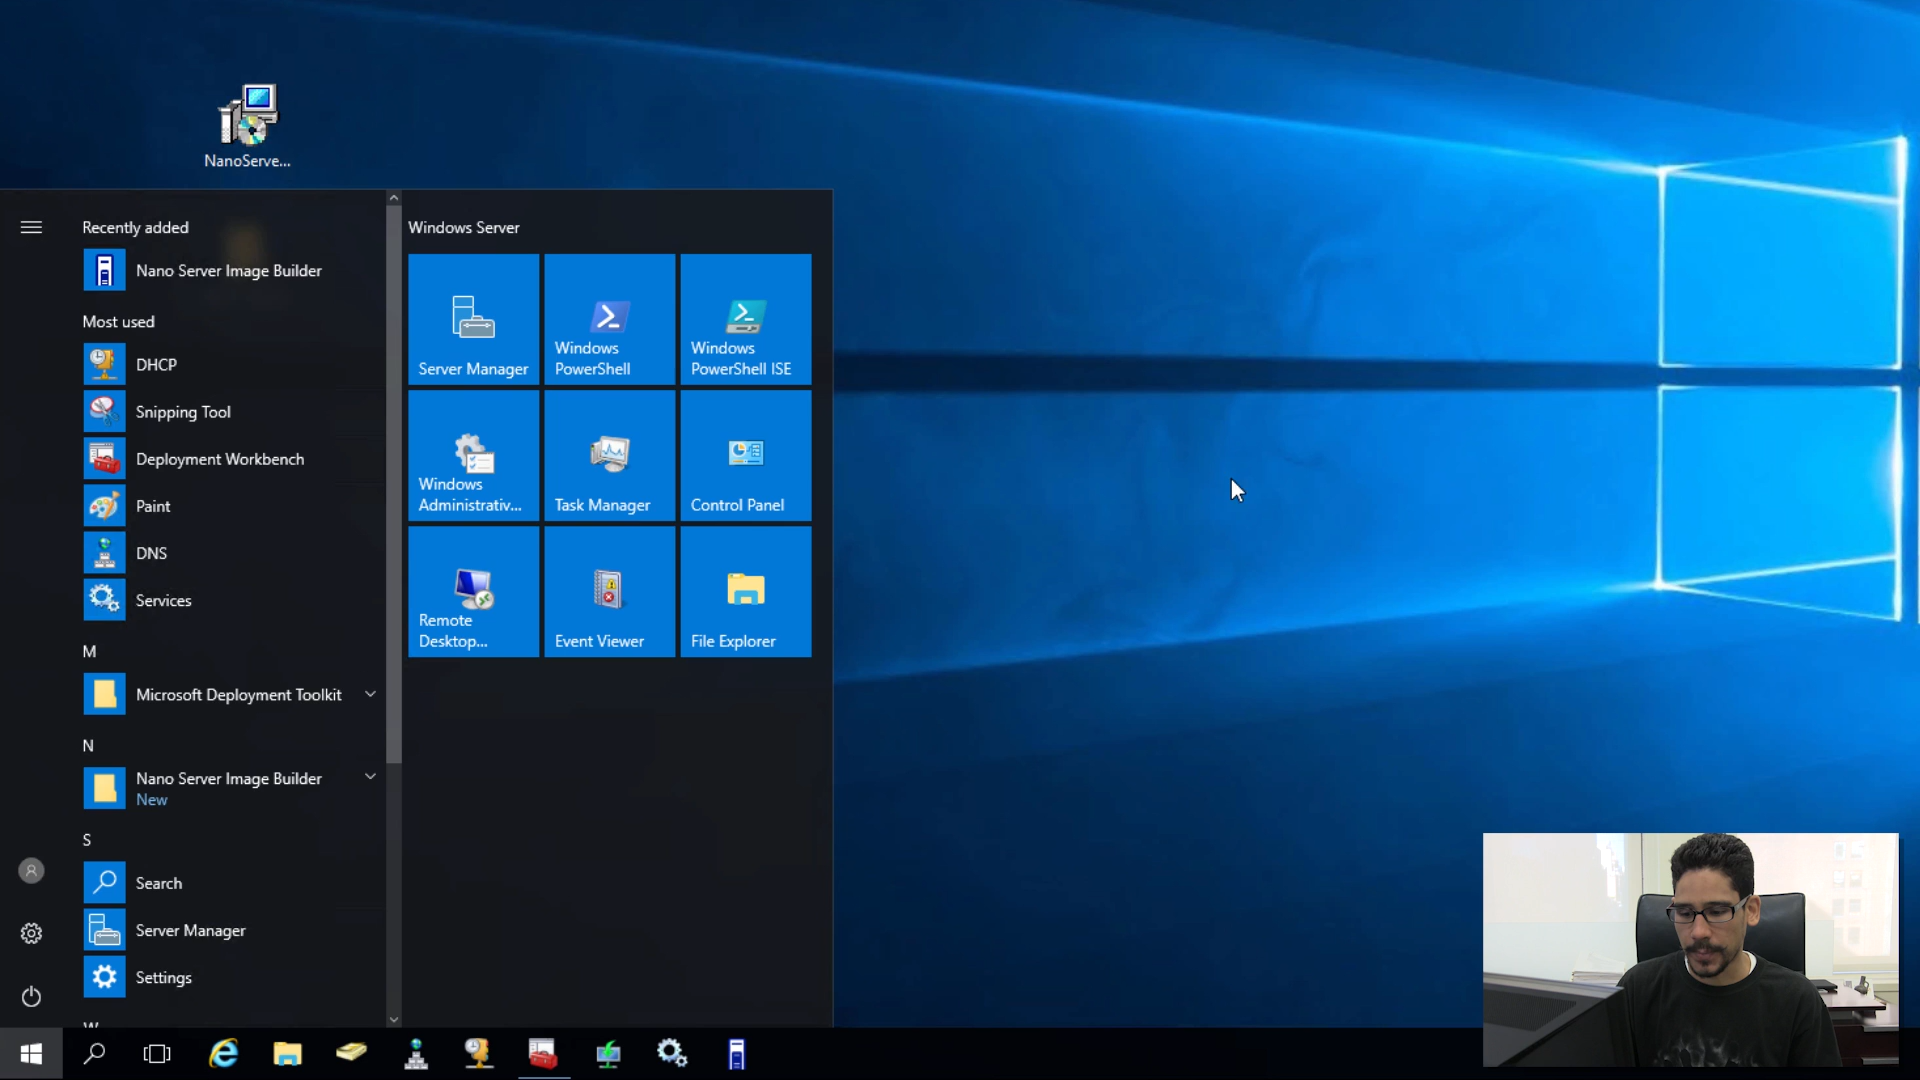 NanoServe...
Recently added
Nano Server Image Builder
Most used
DHCP
Snipping Tool
Deployment Workbench
Paint
DNS
Services
M
Microsoft Deployment Toolkit
N
Nano Server Image Builder
New
S
Search
Server Manager
Settings
W
Windows Server
Server Manager
Windows
PowerShell
Windows
PowerShell ISE
Windows
Administrativ...
Task Manager
Control Panel
Remote
Desktop...
Event Viewer
File Explorer